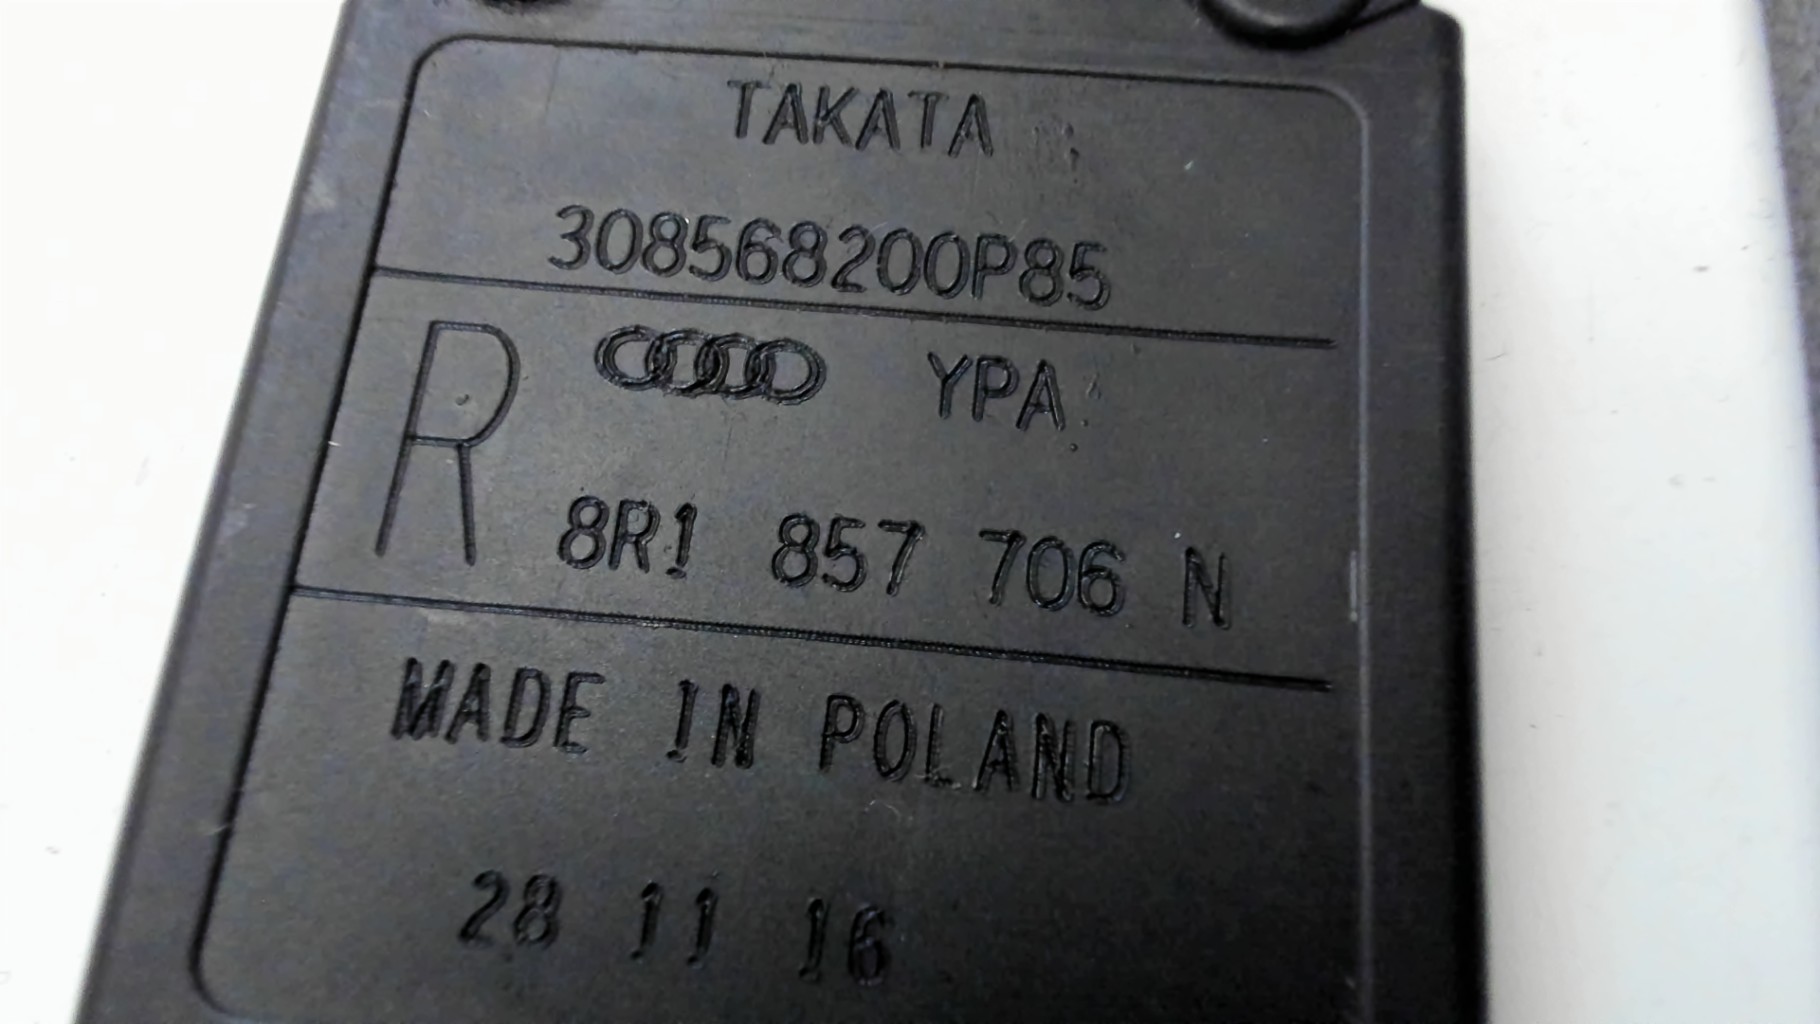 TAKATA
308568200P85
R YPA
8R1 857 706 N
MADE IN POLAND
28 11 16